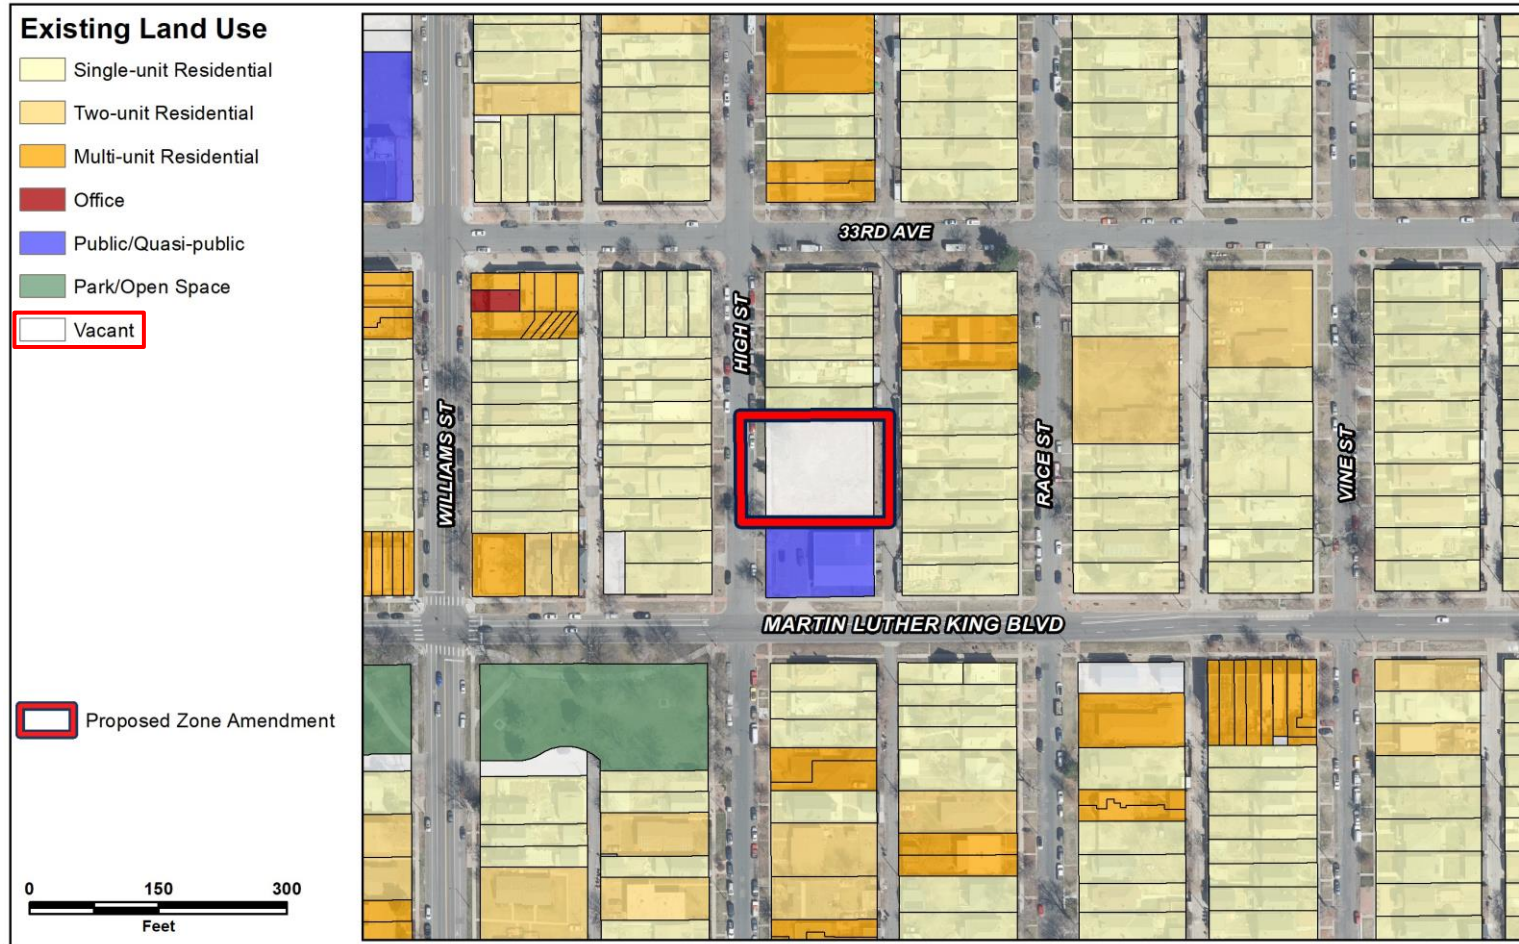 Existing Land Use
Single-unit Residential
Two-unit Residential
Multi-unit Residential
Office
Public/Quasi-public
Park/Open Space
Vacant
Proposed Zone Amendment
0 150 300
Feet
33RD AVE
HIGH ST
WILLIAMS ST
RACE ST
VINE ST
MARTIN LUTHER KING BLVD